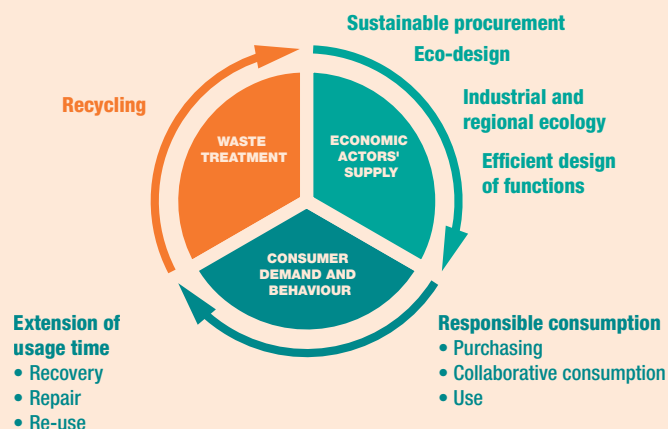 Sustainable procurement
Eco-design
Industrial and
regional ecology
Efficient design
of functions
Recycling
WASTE
TREATMENT
ECONOMIC
ACTORS'
SUPPLY
CONSUMER
DEMAND AND
BEHAVIOUR
Responsible consumption
• Purchasing
• Collaborative consumption
• Use
Extension of
usage time
• Recovery
• Repair
• Re-use